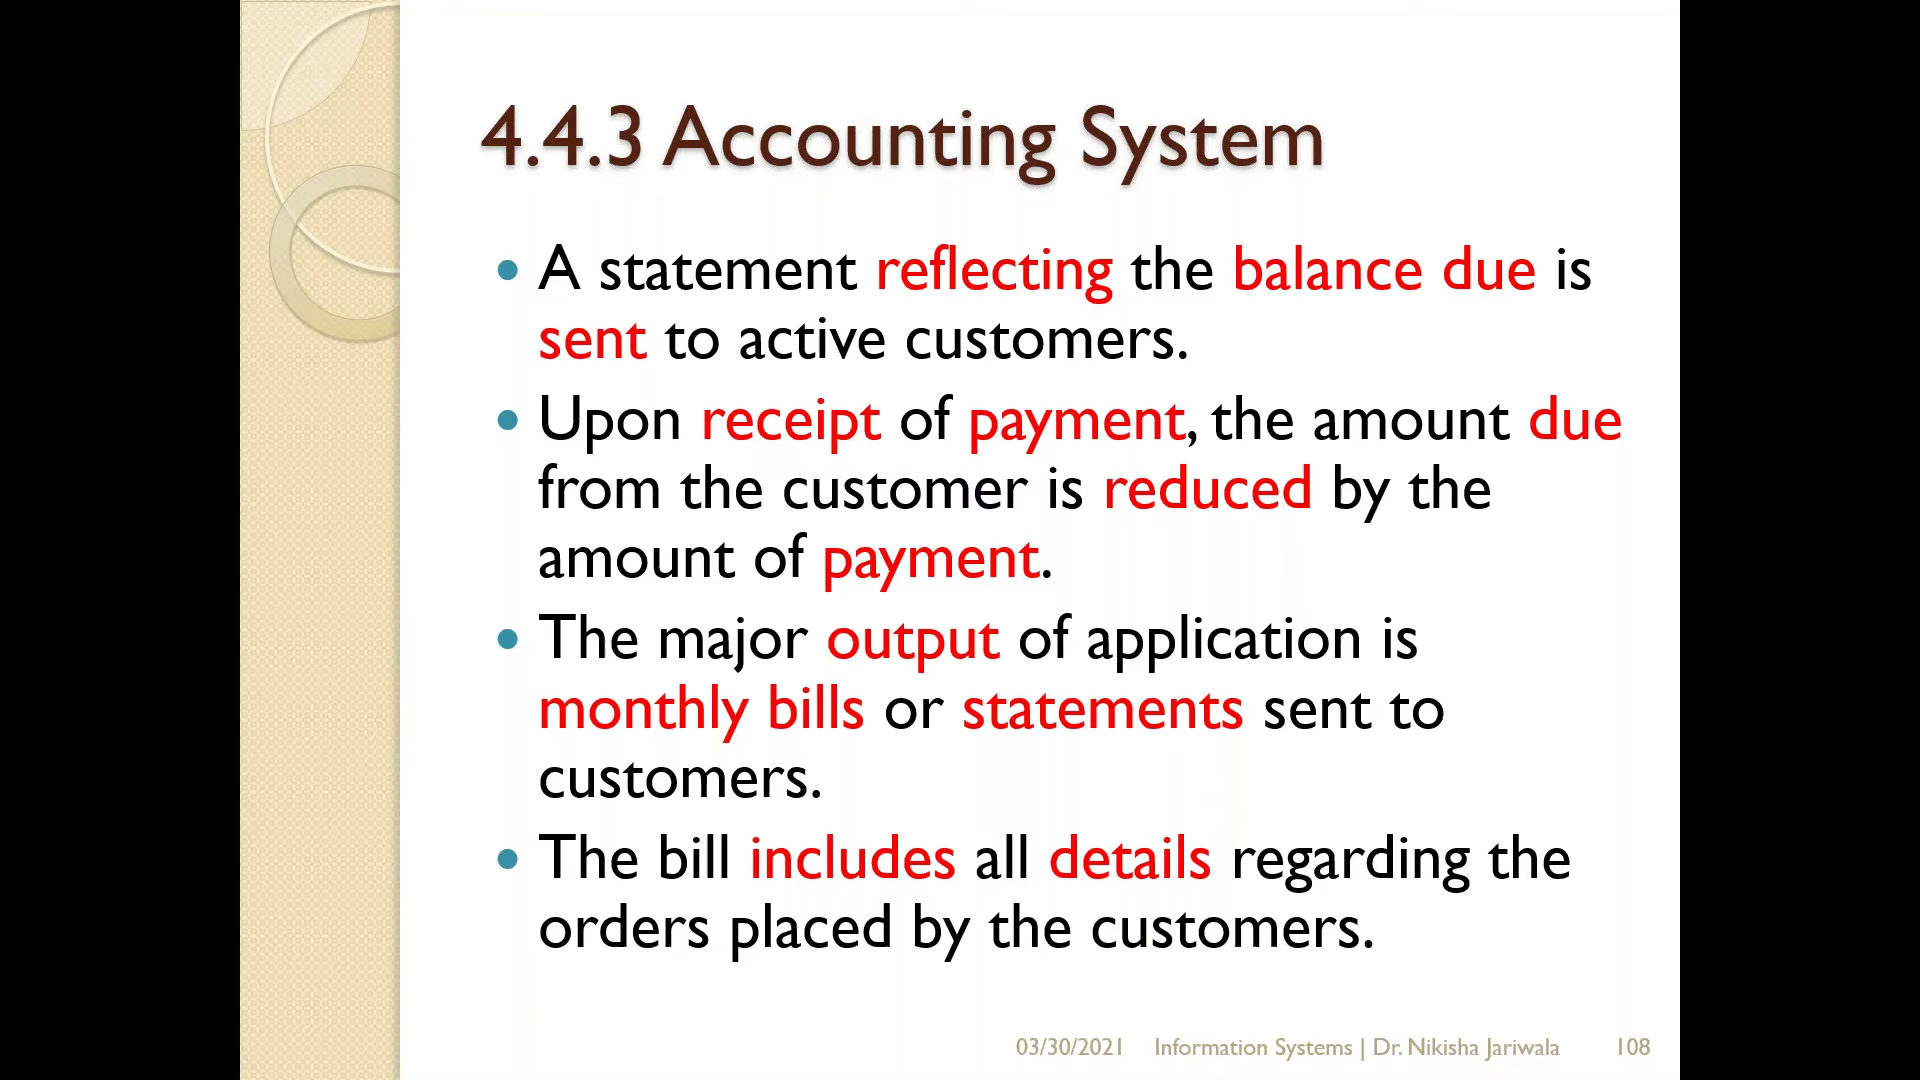 4.4.3 Accounting System
• A statement reflecting the balance due is
sent to active customers.
• Upon receipt of payment, the amount due
from the customer is reduced by the
amount of payment.
• The major output of application is
monthly bills or statements sent to
customers.
• The bill includes all details regarding the
orders placed by the customers.
03/30/2021 Information Systems | Dr. Nikisha Jariwala 108